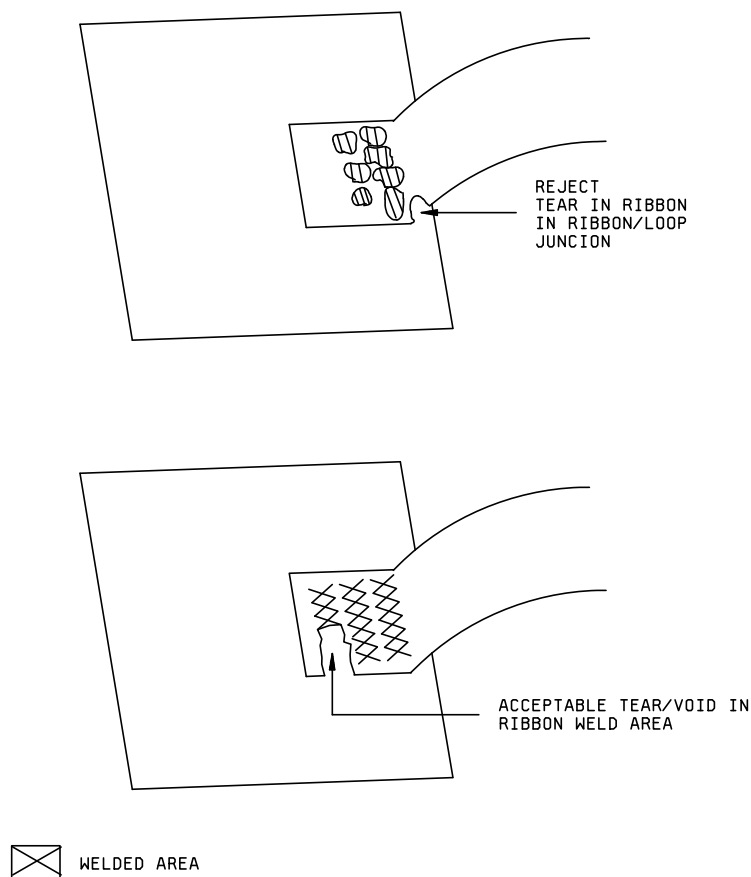 REJECT
TEAR IN RIBBON
IN RIBBON/LOOP
JUNCION
ACCEPTABLE TEAR/VOID IN
RIBBON WELD AREA
WELDED AREA